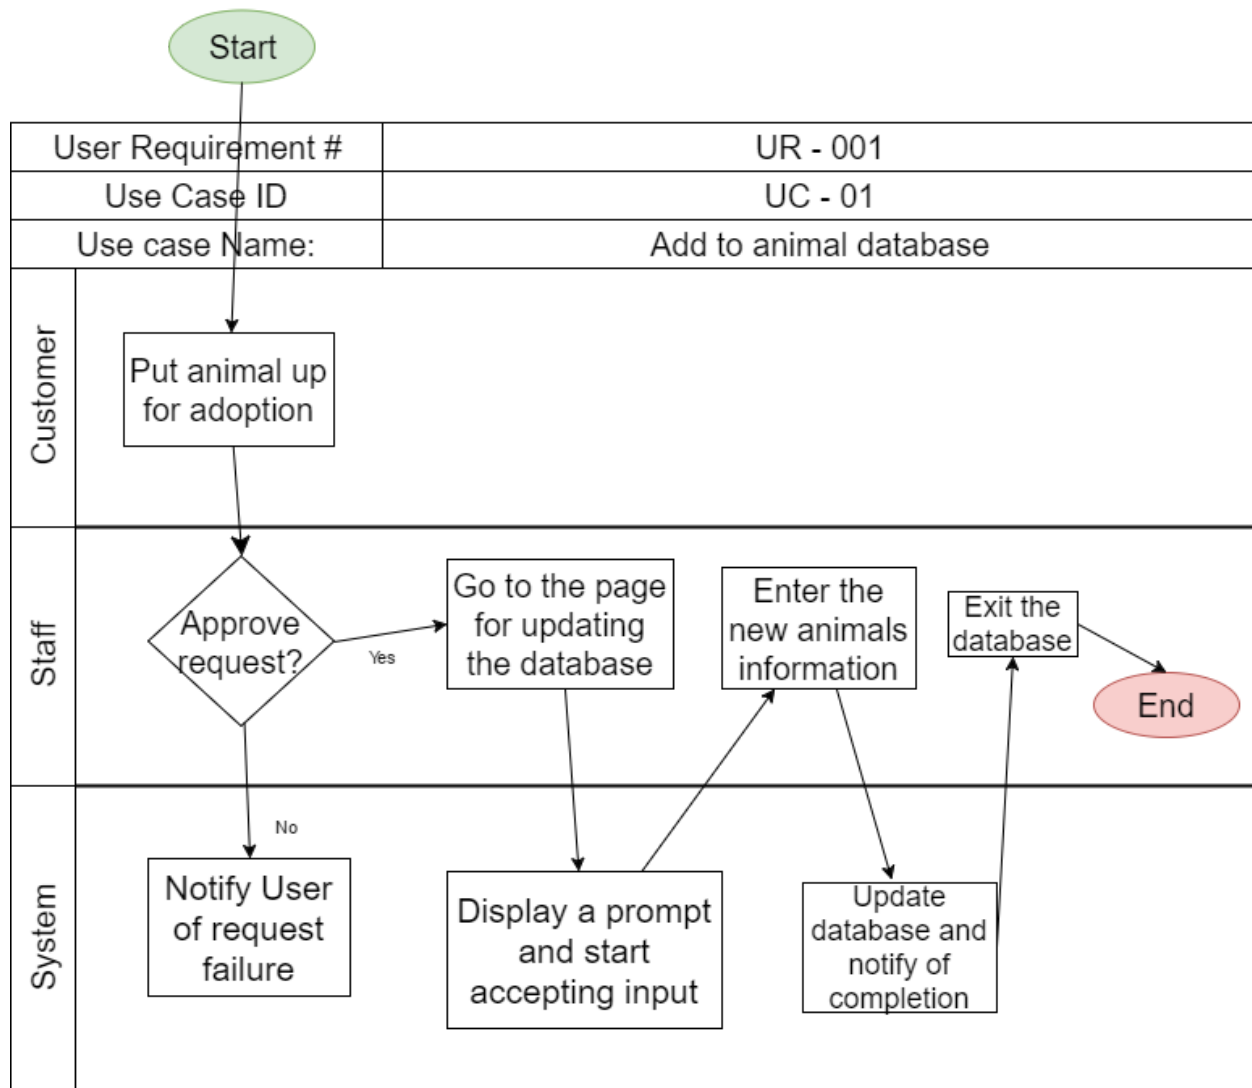 Start
User Requirement #
UR - 001
Use Case ID
UC - 01
Use case Name:
Add to animal database
Customer
Put animal up
for adoption
Staff
Approve
request?
Yes
Go to the page
for updating
the database
Enter the
new animals
information
Exit the
database
End
No
System
Notify User
of request
failure
Display a prompt
and start
accepting input
Update
database and
notify of
completion